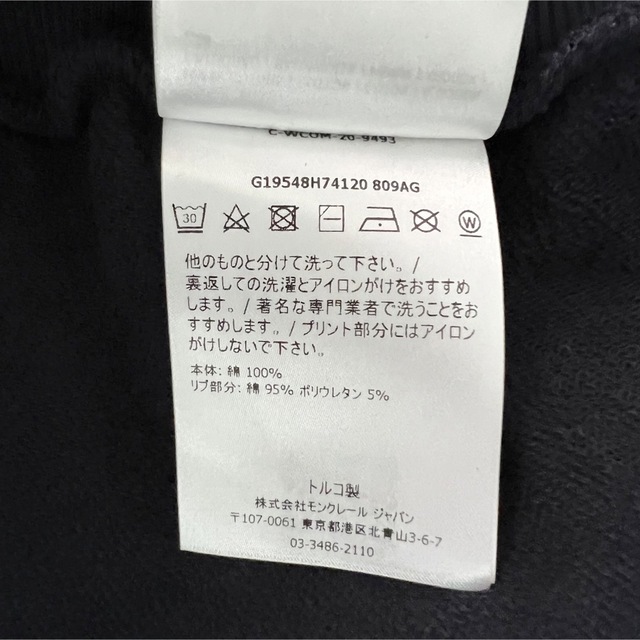 C-WCOM-20-9493
G19548H74120 809AG
30
W
他のものと分けて洗って下さい。/
裏返しての洗濯とアイロンがけをおすすめ
します。/ 著名な専門業者で洗うことをお
すすめします。/ プリント部分にはアイロン
がけしないで下さい。
本体: 綿 100%
リブ部分: 綿 95% ポリウレタン 5%
トルコ製
株式会社モンクレール ジャパン
〒107-0061 東京都港区北青山3-6-7
03-3486-2110